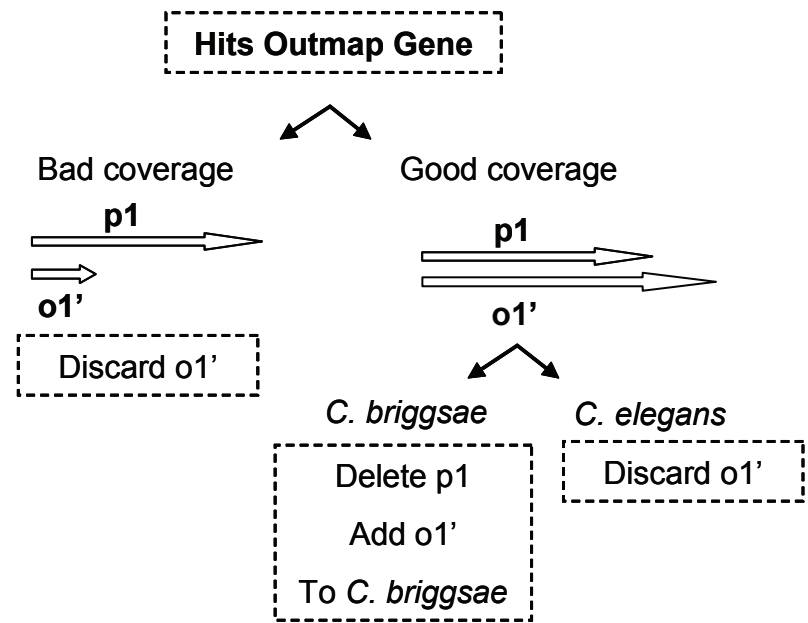 Hits Outmap Gene
Bad coverage
Good coverage
p1
o1’
Discard o1’
p1
o1’
C. briggsae
C. elegans
Delete p1
Add o1’
To C. briggsae
Discard o1’